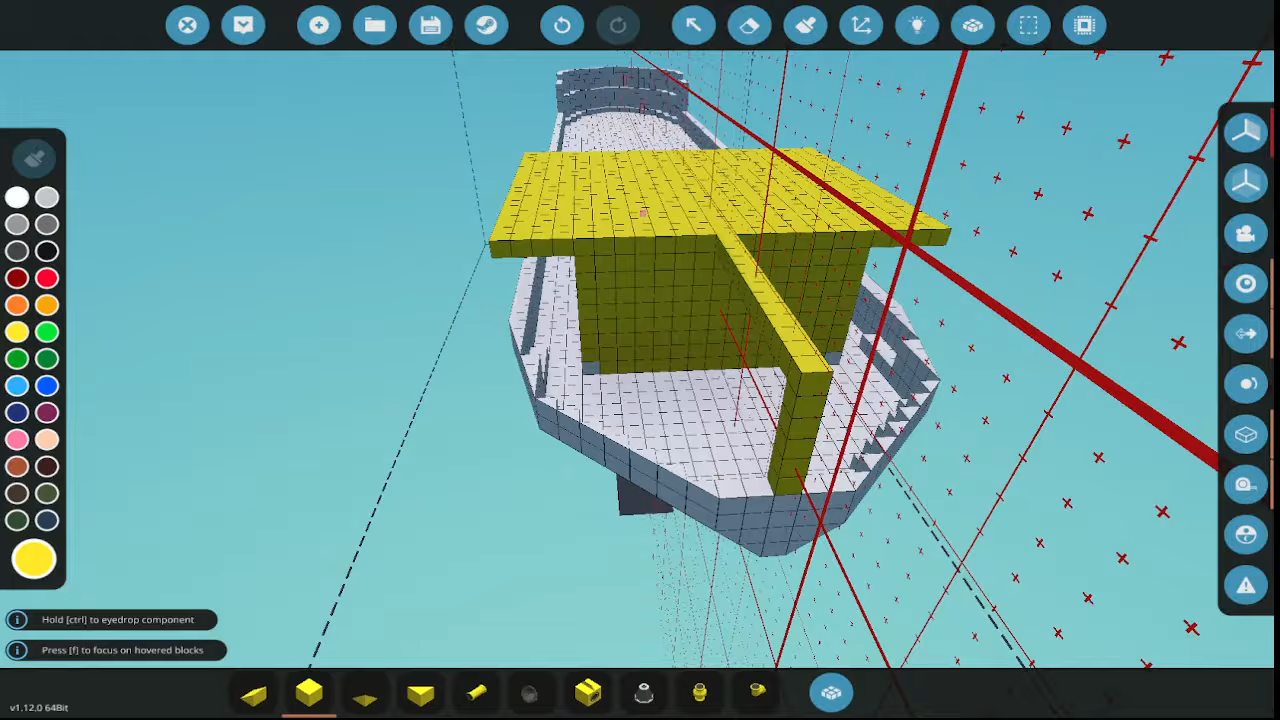 Hold [ctrl] to eyedrop component
Press [f] to focus on hovered blocks
v1.12.0 64Bit